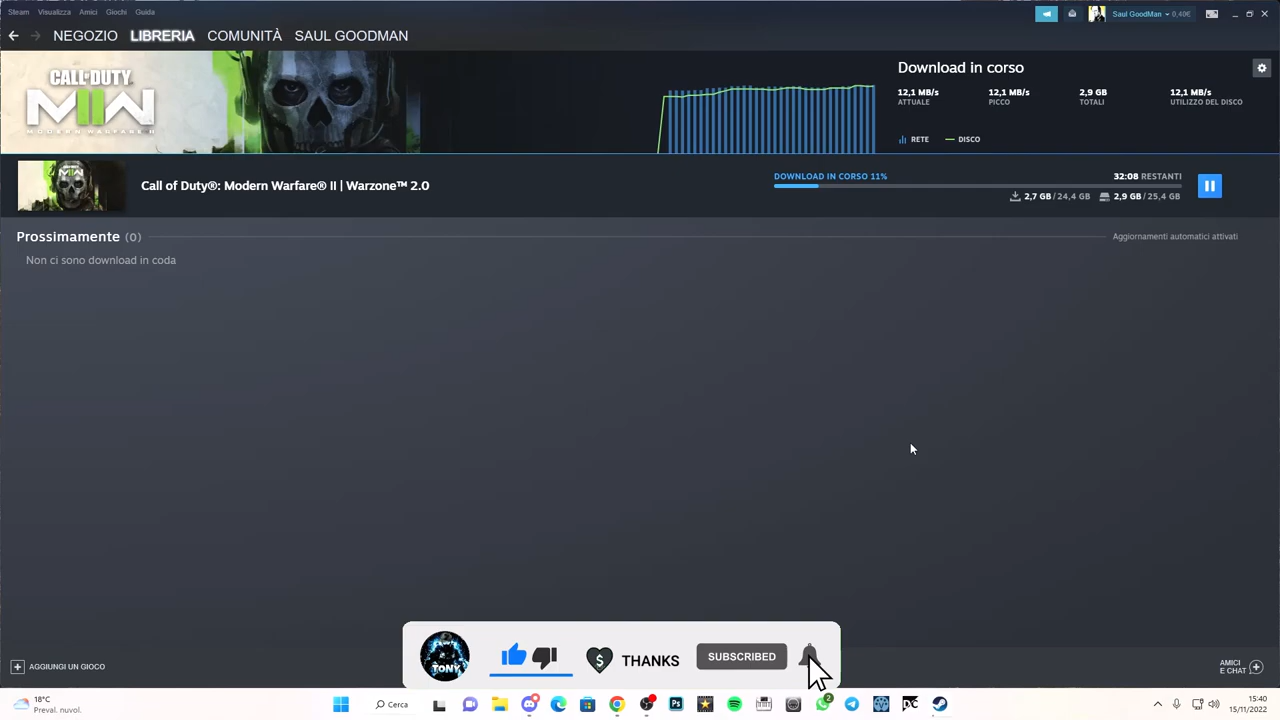 Steam Visualizza Amici Giochi Guida
Saul GoodMan 0,40€
NEGOZIO LIBRERIA COMUNITÀ SAUL GOODMAN
CALL OF DUTY
MWII
MODERN WARFARE II
Download in corso
12,1 MB/s 12,1 MB/s 2,9 GB 12,1 MB/s
ATTUALE PICCO TOTALI UTILIZZO DEL DISCO
RETE DISCO
Call of Duty®: Modern Warfare® II | Warzone™ 2.0
DOWNLOAD IN CORSO 11% 32:08 RESTANTI
2,7 GB / 24,4 GB 2,9 GB / 25,4 GB
Prossimamente (0) Aggiornamenti automatici attivati
Non ci sono download in coda
TONY THANKS SUBSCRIBED
AGGIUNGI UN GIOCO
AMICI
E CHAT
18°C
Preval. nuvol.
Cerca
2
15:40
15/11/2022